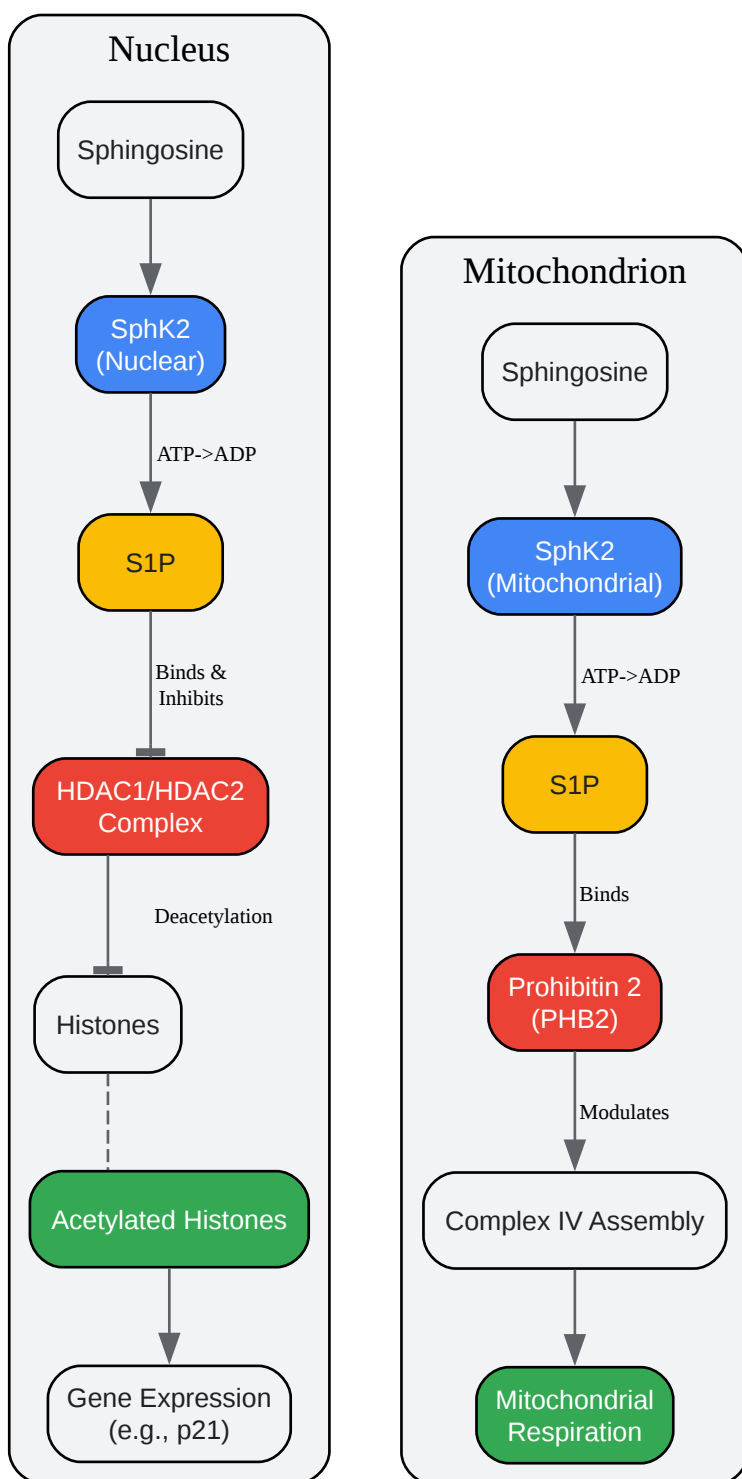 Nucleus
Sphingosine
SphK2
(Nuclear)
ATP->ADP
S1P
Binds &
Inhibits
HDAC1/HDAC2
Complex
Deacetylation
Histones
Acetylated Histones
Gene Expression
(e.g., p21)
Mitochondrion
Sphingosine
SphK2
(Mitochondrial)
ATP->ADP
S1P
Binds
Prohibitin 2
(PHB2)
Modulates
Complex IV Assembly
Mitochondrial
Respiration